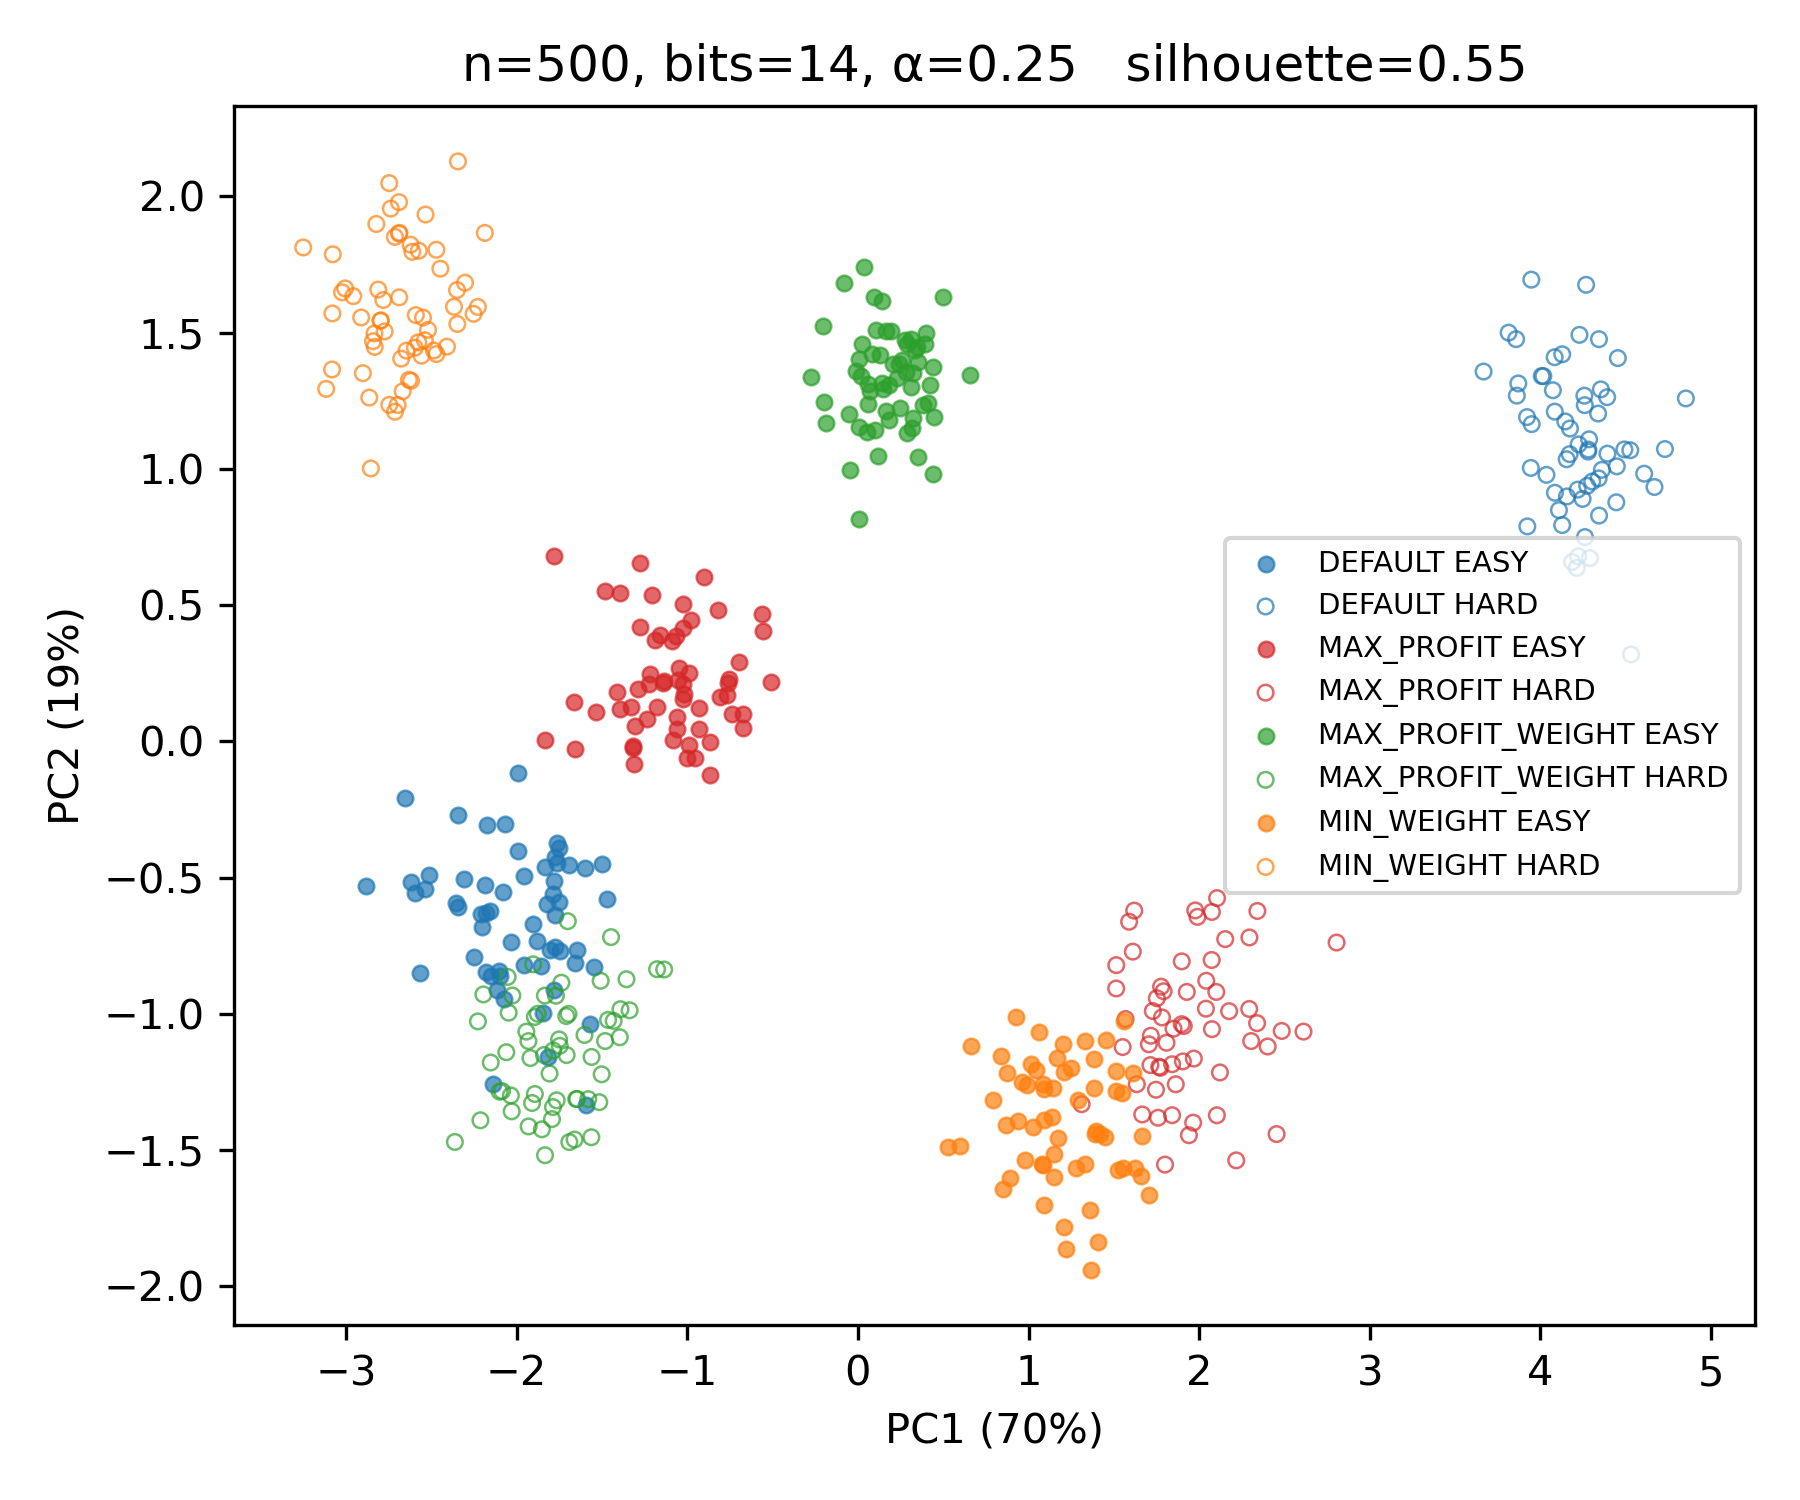 n=500, bits=14, α=0.25   silhouette=0.55
PC2 (19%)
2.0
1.5
1.0
0.5
0.0
−0.5
−1.0
−1.5
−2.0
DEFAULT EASY
DEFAULT HARD
MAX_PROFIT EASY
MAX_PROFIT HARD
MAX_PROFIT_WEIGHT EASY
MAX_PROFIT_WEIGHT HARD
MIN_WEIGHT EASY
MIN_WEIGHT HARD
−3 −2 −1 0 1 2 3 4 5
PC1 (70%)